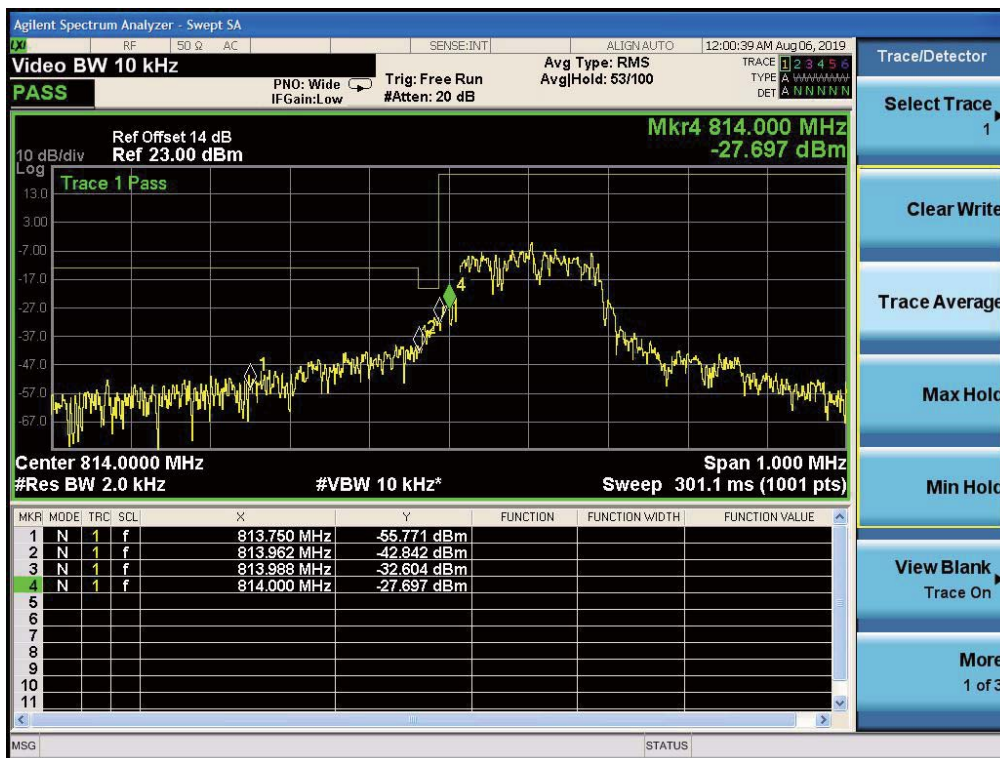 Agilent Spectrum Analyzer - Swept SA
LXI RF 50 Ω AC SENSE:INT ALIGN AUTO 12:00:39 AM Aug 06, 2019
Video BW 10 kHz
PASS
PNO: Wide
IFGain:Low
Trig: Free Run
#Atten: 20 dB
Avg Type: RMS
Avg|Hold: 53/100
TRACE 1 2 3 4 5 6
TYPE A
DET A N N N N N
Ref Offset 14 dB
10 dB/div Ref 23.00 dBm
Log
Mkr4 814.000 MHz
-27.697 dBm
Trace 1 Pass
13.0
3.00
-7.00
-17.0
-27.0
-37.0
-47.0
-57.0
-67.0
1
2
4
Center 814.0000 MHz Span 1.000 MHz
#Res BW 2.0 kHz #VBW 10 kHz* Sweep 301.1 ms (1001 pts)
MKR MODE TRC SCL X Y FUNCTION FUNCTION WIDTH FUNCTION VALUE
1 N 1 f 813.750 MHz -55.771 dBm
2 N 1 f 813.962 MHz -42.842 dBm
3 N 1 f 813.988 MHz -32.604 dBm
4 N 1 f 814.000 MHz -27.697 dBm
5
6
7
8
9
10
11
MSG STATUS
Trace/Detector
Select Trace
1
Clear Write
Trace Average
Max Hold
Min Hold
View Blank
Trace On
More
1 of 3